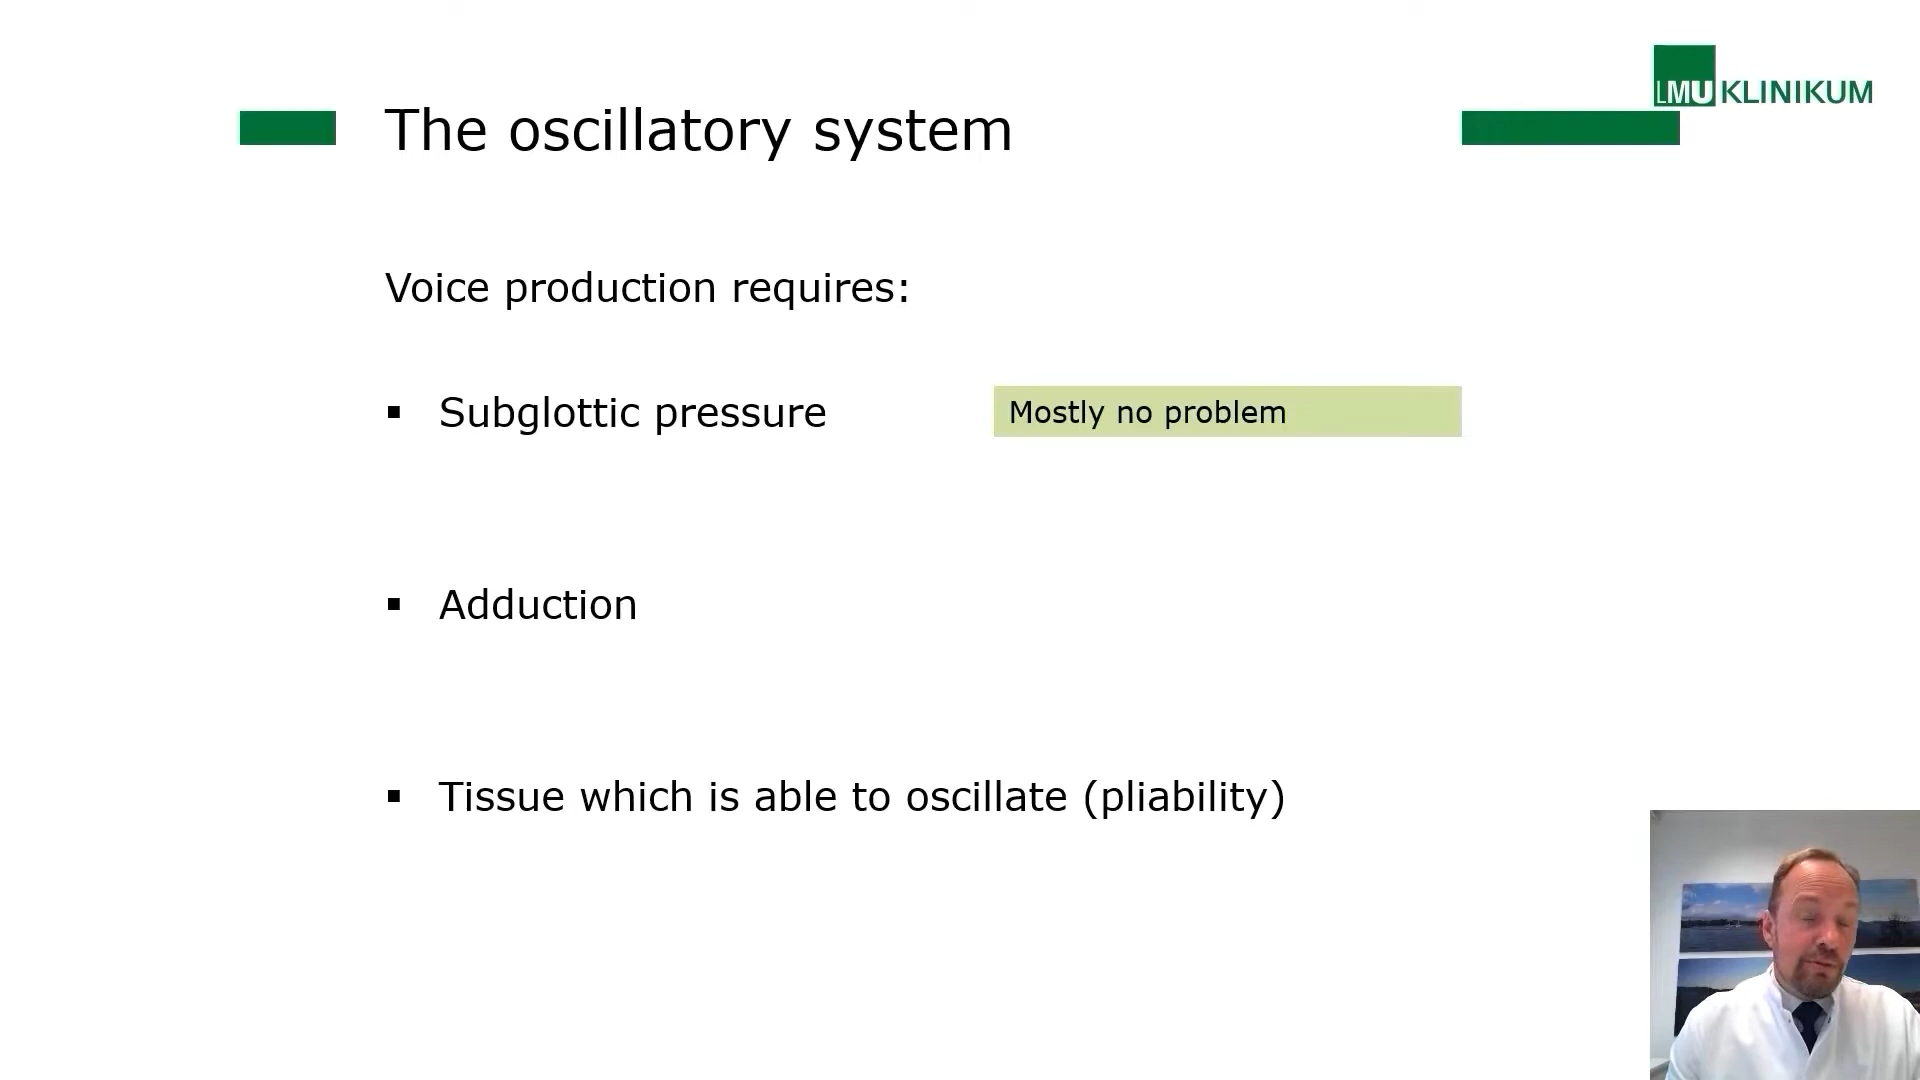 LMU KLINIKUM
The oscillatory system
Voice production requires:
▪ Subglottic pressure
Mostly no problem
▪ Adduction
▪ Tissue which is able to oscillate (pliability)